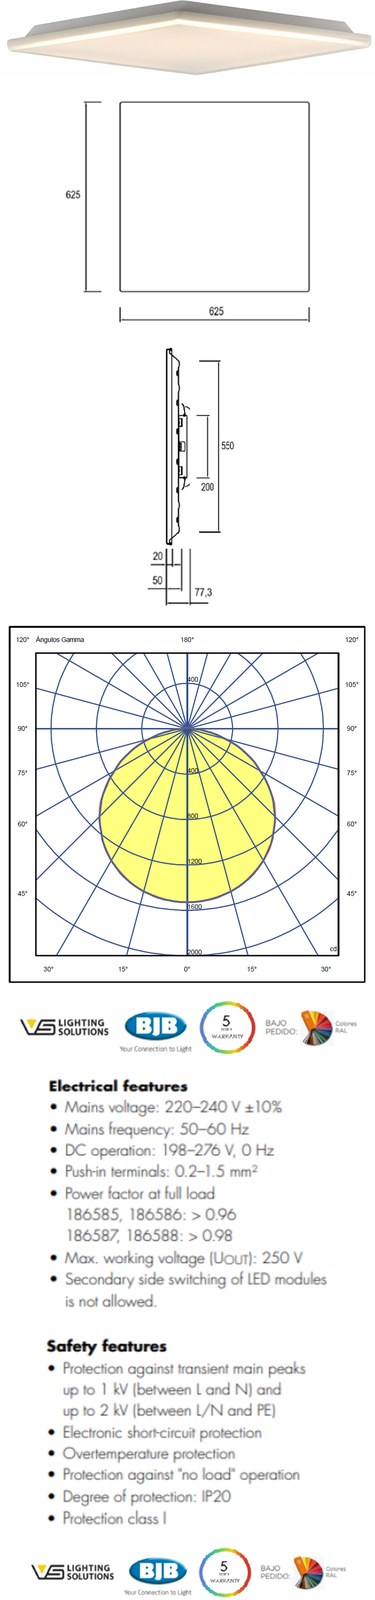 625
625
550
200
20
50
77,3
120° Ángulos Gamma 180° 120°
105° 400 105°
90° 90°
75° 400 75°
60° 800 60°
1200
45° 45°
1600
2000 cd
30° 15° 0° 15° 30°
VS LIGHTING SOLUTIONS BJB Your Connection to Light 5 WARRANTY BAJO PEDIDO: Colores RAL
Electrical features
• Mains voltage: 220–240 V ±10%
• Mains frequency: 50–60 Hz
• DC operation: 198–276 V, 0 Hz
• Push-in terminals: 0.2–1.5 mm²
• Power factor at full load
186585, 186586: > 0.96
186587, 186588: > 0.98
• Max. working voltage (UOUT): 250 V
• Secondary side switching of LED modules
is not allowed.
Safety features
• Protection against transient main peaks
up to 1 kV (between L and N) and
up to 2 kV (between L/N and PE)
• Electronic short-circuit protection
• Overtemperature protection
• Protection against "no load" operation
• Degree of protection: IP20
• Protection class I
VS LIGHTING SOLUTIONS BJB Your Connection to Light 5 WARRANTY BAJO PEDIDO: Colores RAL